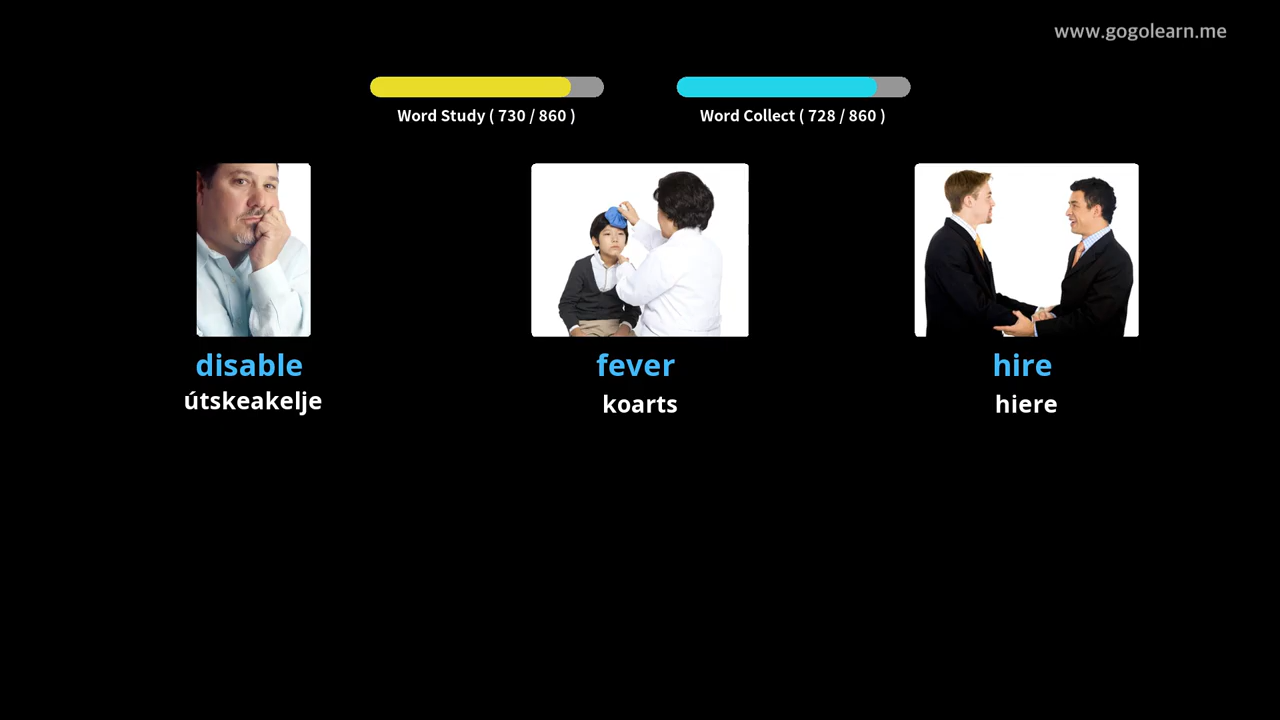 www.gogolearn.me
Word Study ( 730 / 860 )
Word Collect ( 728 / 860 )
disable
útskeakelje
fever
koarts
hire
hiere